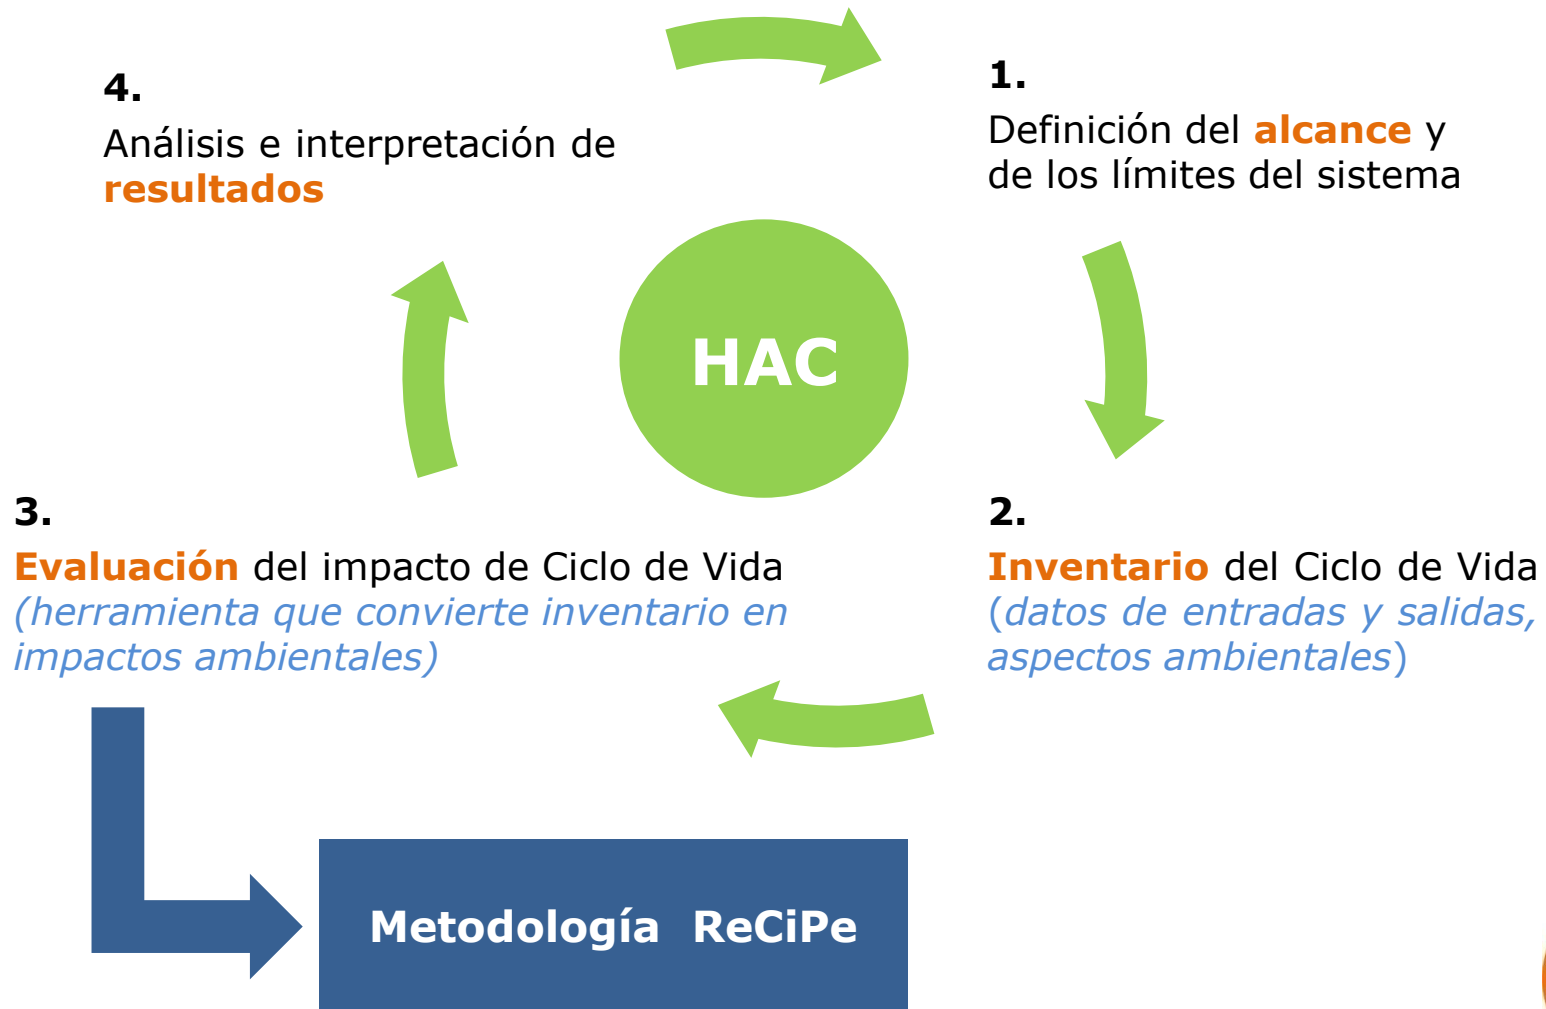 4.
Análisis e interpretación de
resultados
1.
Definición del alcance y
de los límites del sistema
HAC
3.
Evaluación del impacto de Ciclo de Vida
(herramienta que convierte inventario en
impactos ambientales)
2.
Inventario del Ciclo de Vida
(datos de entradas y salidas,
aspectos ambientales)
Metodología ReCiPe